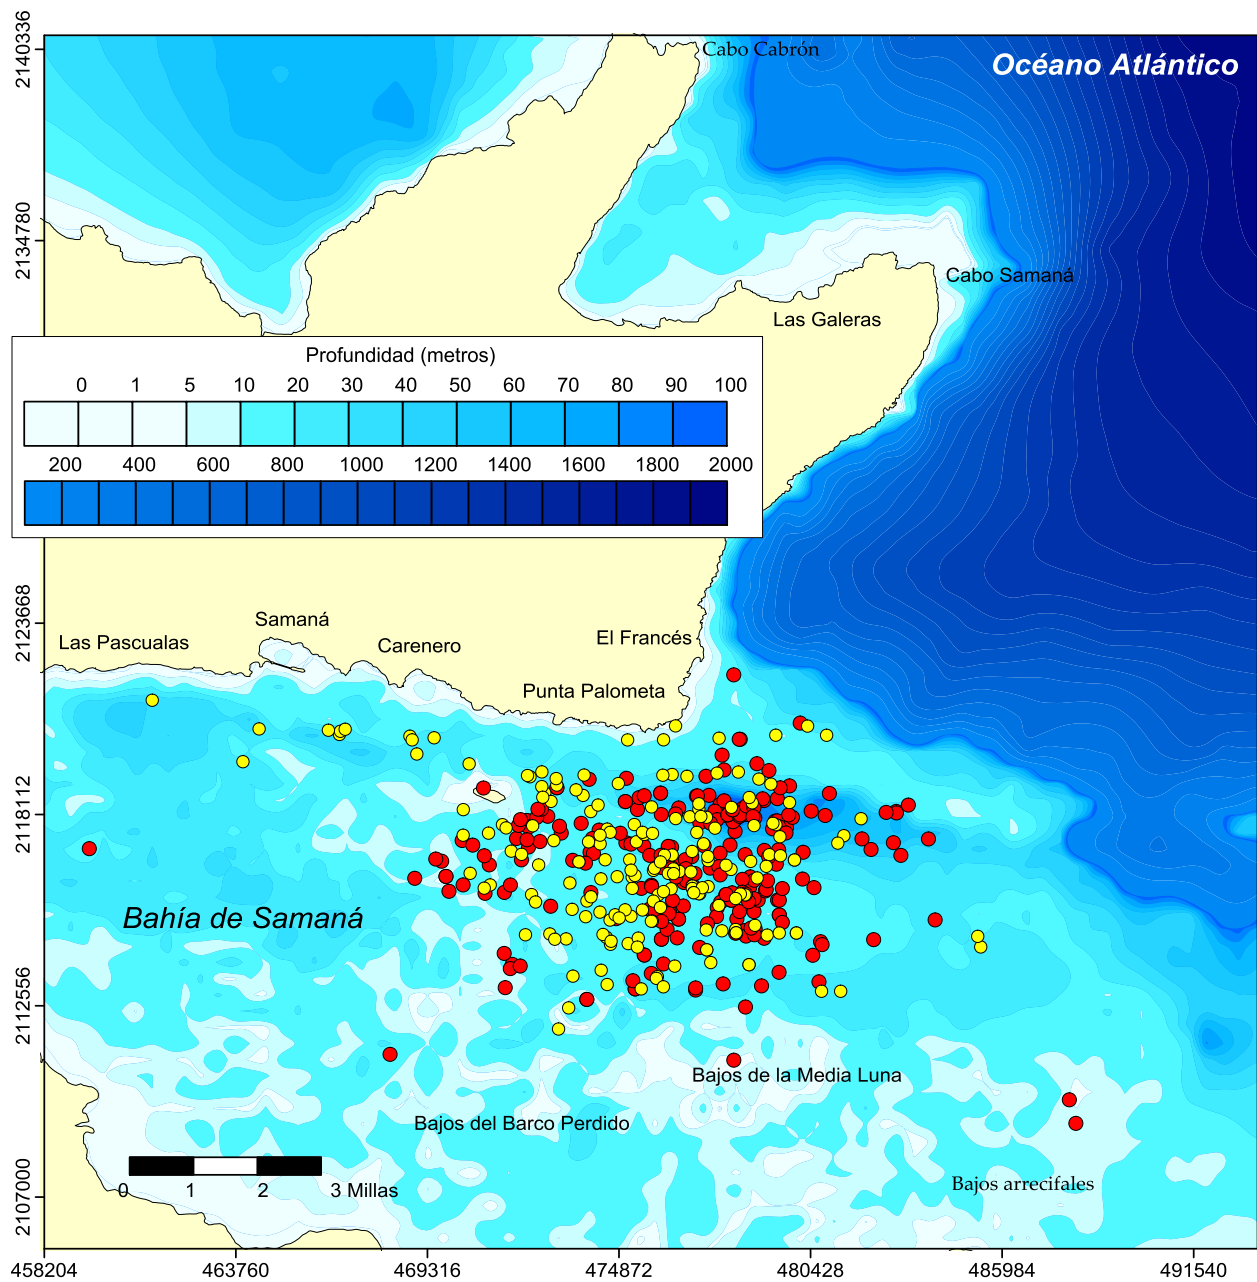 2140336
Cabo Cabrón
Océano Atlántico
2134780
Cabo Samaná
Las Galeras
Profundidad (metros)
0 1 5 10 20 30 40 50 60 70 80 90 100
200 400 600 800 1000 1200 1400 1600 1800 2000
2123668
Samaná
Las Pascualas
Carenero
El Francés
Punta Palometa
2118112
Bahía de Samaná
2112556
Bajos de la Media Luna
Bajos del Barco Perdido
2107000
0 1 2 3 Millas
Bajos arrecifales
458204 463760 469316 474872 480428 485984 491540